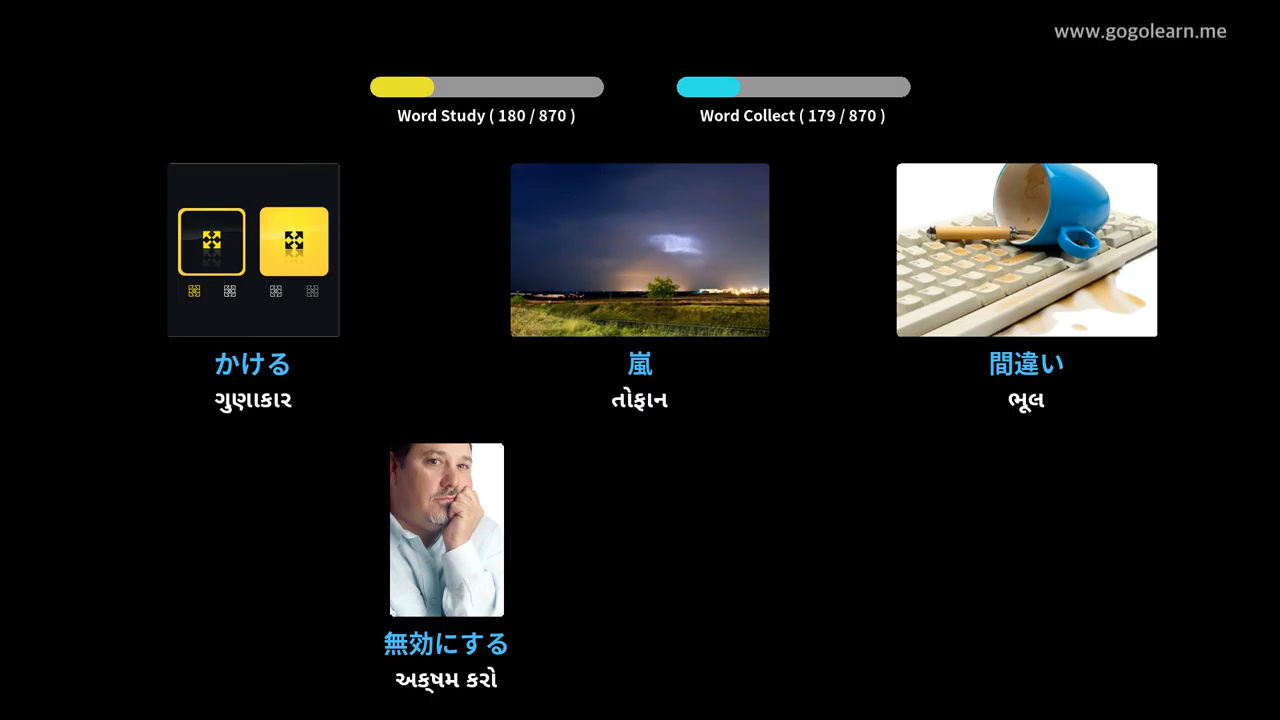 www.gogolearn.me
Word Study ( 180 / 870 )
Word Collect ( 179 / 870 )
かける
ગુણાકાર
嵐
તોફાન
間違い
ભૂલ
無効にする
અક્ષમ કરો